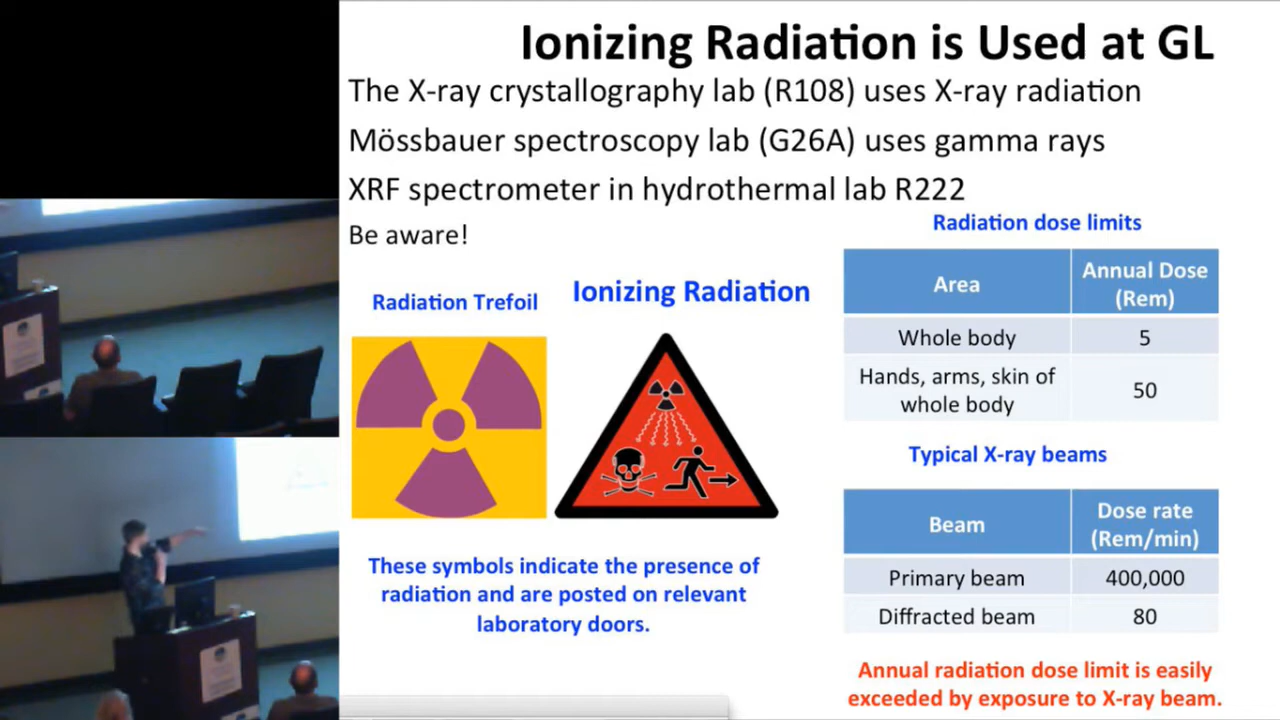 Ionizing Radiation is Used at GL
The X-ray crystallography lab (R108) uses X-ray radiation
Mössbauer spectroscopy lab (G26A) uses gamma rays
XRF spectrometer in hydrothermal lab R222
Be aware!
Radiation Trefoil
Ionizing Radiation
These symbols indicate the presence of
radiation and are posted on relevant
laboratory doors.
Radiation dose limits
Area
Annual Dose
(Rem)
Whole body
5
Hands, arms, skin of
whole body
50
Typical X-ray beams
Beam
Dose rate
(Rem/min)
Primary beam
400,000
Diffracted beam
80
Annual radiation dose limit is easily
exceeded by exposure to X-ray beam.